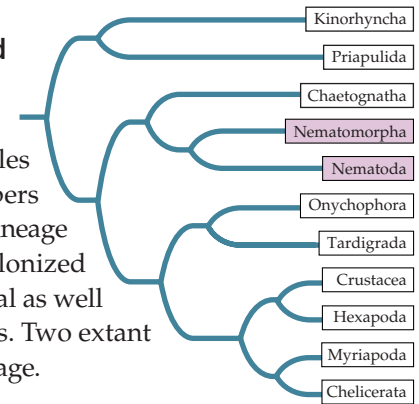 d
les
bers
neage
lonized
al as well
s. Two extant
age.
Kinorhyncha
Priapulida
Chaetognatha
Nematomorpha
Nematoda
Onychophora
Tardigrada
Crustacea
Hexapoda
Myriapoda
Chelicerata